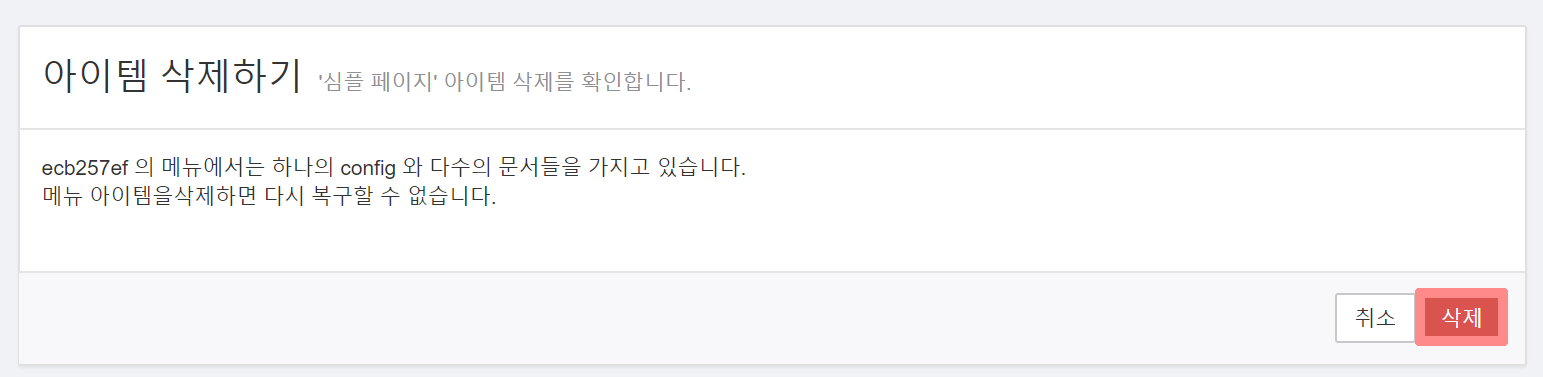 아이템 삭제하기 '심플 페이지' 아이템 삭제를 확인합니다.
ecb257ef 의 메뉴에서는 하나의 config 와 다수의 문서들을 가지고 있습니다.
메뉴 아이템을삭제하면 다시 복구할 수 없습니다.
취소 삭제